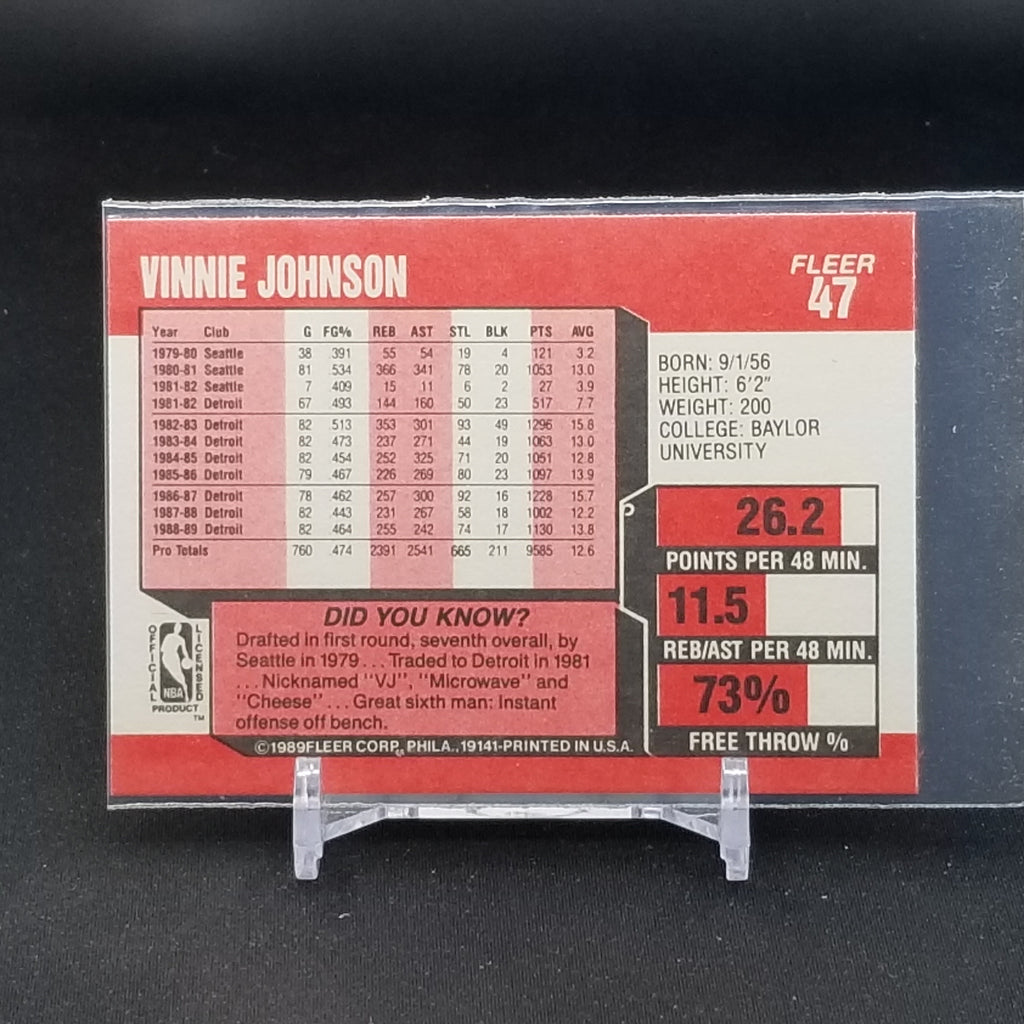 VINNIE JOHNSON
FLEER
47
Year Club G FG% REB AST STL BLK PTS AVG
1979-80 Seattle 38 391 55 54 19 4 121 3.2
1980-81 Seattle 81 534 366 341 78 20 1053 13.0
1981-82 Seattle 7 409 15 11 6 2 27 3.9
1981-82 Detroit 67 493 144 160 50 23 517 7.7
1982-83 Detroit 82 513 353 301 93 49 1296 15.8
1983-84 Detroit 82 473 237 271 44 19 1063 13.0
1984-85 Detroit 82 454 252 325 71 20 1051 12.8
1985-86 Detroit 79 467 226 269 80 23 1097 13.9
1986-87 Detroit 78 462 257 300 92 16 1228 15.7
1987-88 Detroit 82 443 231 267 58 18 1002 12.2
1988-89 Detroit 82 464 255 242 74 17 1130 13.8
Pro Totals 760 474 2391 2541 665 211 9585 12.6
BORN: 9/1/56
HEIGHT: 6'2"
WEIGHT: 200
COLLEGE: BAYLOR
UNIVERSITY
26.2
POINTS PER 48 MIN.
11.5
REB/AST PER 48 MIN.
73%
FREE THROW %
OFFICIAL
LICENSED
NBA
PRODUCT
TM
DID YOU KNOW?
Drafted in first round, seventh overall, by
Seattle in 1979 . . . Traded to Detroit in 1981
. . . Nicknamed "VJ", "Microwave" and
"Cheese" . . . Great sixth man: Instant
offense off bench.
©1989FLEER CORP., PHILA., 19141-PRINTED IN U.S.A.